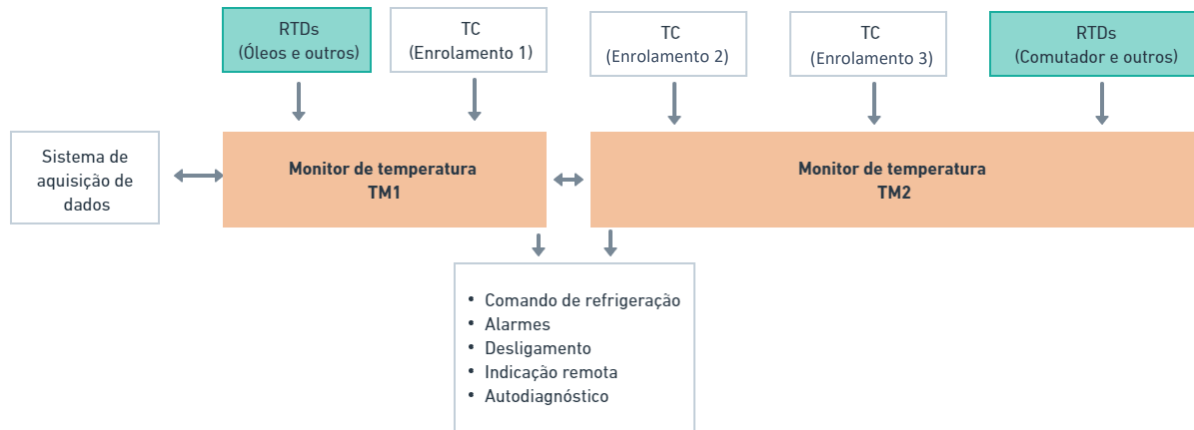 RTDs
(Óleos e outros)
TC
(Enrolamento 1)
TC
(Enrolamento 2)
TC
(Enrolamento 3)
RTDs
(Comutador e outros)
Sistema de
aquisição de
dados
Monitor de temperatura
TM1
Monitor de temperatura
TM2
• Comando de refrigeração
• Alarmes
• Desligamento
• Indicação remota
• Autodiagnóstico